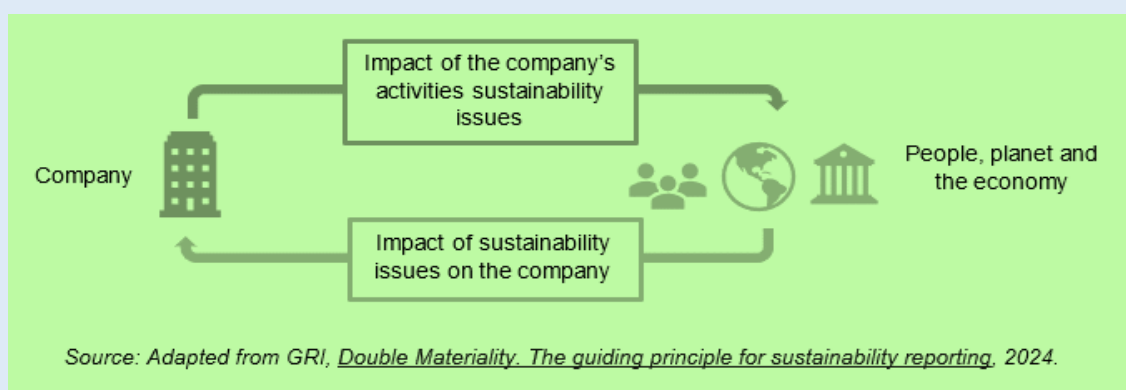 Impact of the company's
activities sustainability
issues
Company
People, planet and
the economy
Impact of sustainability
issues on the company
Source: Adapted from GRI, Double Materiality. The guiding principle for sustainability reporting, 2024.